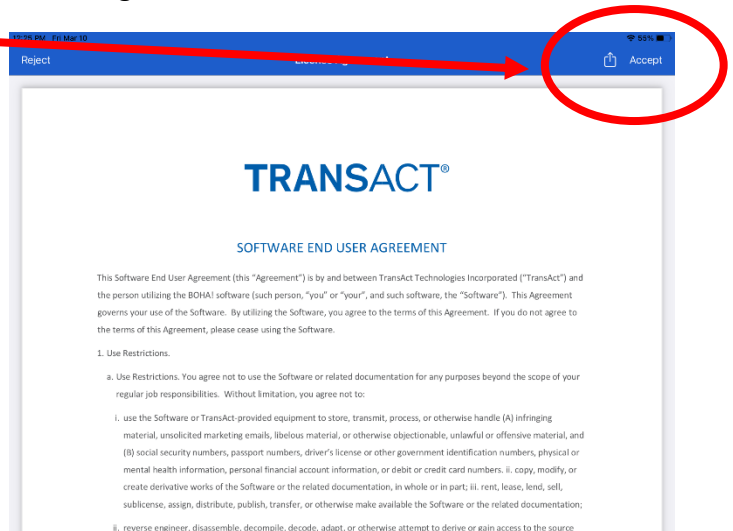 12:25 PM Fri Mar 10
55%
Reject
Accept
TRANSACT®
SOFTWARE END USER AGREEMENT
This Software End User Agreement (this “Agreement”) is by and between TransAct Technologies Incorporated (“TransAct”) and
the person utilizing the BOHA! software (such person, “you” or “your”, and such software, the “Software”). This Agreement
governs your use of the Software. By utilizing the Software, you agree to the terms of this Agreement. If you do not agree to
the terms of this Agreement, please cease using the Software.
1. Use Restrictions.
a. Use Restrictions. You agree not to use the Software or related documentation for any purposes beyond the scope of your
regular job responsibilities. Without limitation, you agree not to:
i. use the Software or TransAct-provided equipment to store, transmit, process, or otherwise handle (A) infringing
material, unsolicited marketing emails, libelous material, or otherwise objectionable, unlawful or offensive material, and
(B) social security numbers, passport numbers, driver’s license or other government identification numbers, physical or
mental health information, personal financial account information, or debit or credit card numbers. ii. copy, modify, or
create derivative works of the Software or the related documentation, in whole or in part; iii. rent, lease, lend, sell,
sublicense, assign, distribute, publish, transfer, or otherwise make available the Software or the related documentation;
ii. reverse engineer, disassemble, decompile, decode, adapt, or otherwise attempt to derive or gain access to the source